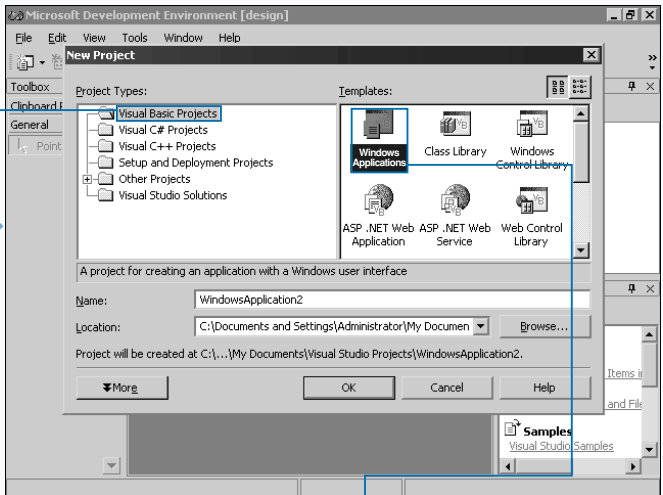 Microsoft Development Environment [design]
File Edit View Tools Window Help
New Project
Toolbox
Clipboard
General
Point
Project Types:
Visual Basic Projects
Visual C# Projects
Visual C++ Projects
Setup and Deployment Projects
Other Projects
Visual Studio Solutions
Templates:
Windows Applications
Class Library
Windows Control Library
ASP .NET Web Application
ASP .NET Web Service
Web Control Library
A project for creating an application with a Windows user interface
Name: WindowsApplication2
Location: C:\Documents and Settings\Administrator\My Documen Browse...
Project will be created at C:\...\My Documents\Visual Studio Projects\WindowsApplication2.
More OK Cancel Help
Items i
and File
Samples
Visual Studio Samples